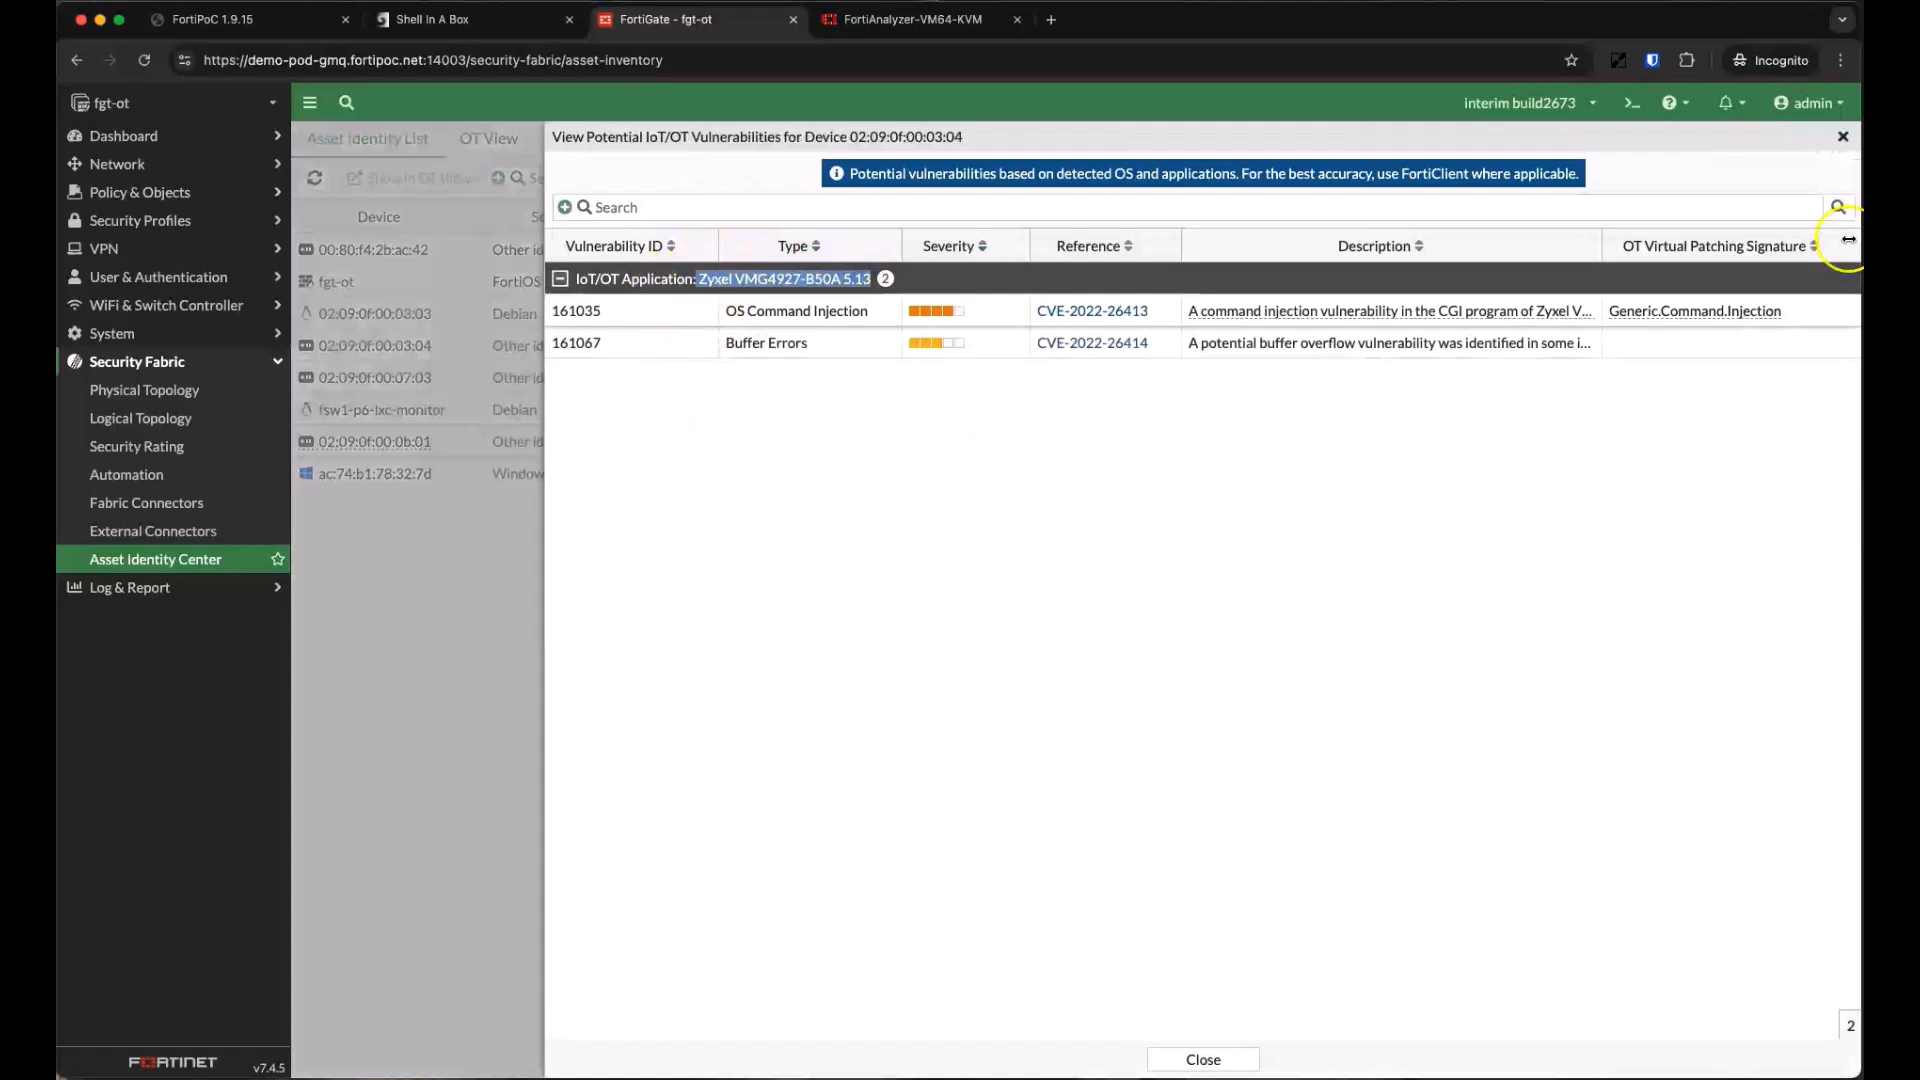 FortiPoC 1.9.15
Shell In A Box
FortiGate - fgt-ot
FortiAnalyzer-VM64-KVM
https://demo-pod-gmq.fortipoc.net:14003/security-fabric/asset-inventory
Incognito
fgt-ot
interim build2673
admin
Dashboard
Network
Policy & Objects
Security Profiles
VPN
User & Authentication
WiFi & Switch Controller
System
Security Fabric
Physical Topology
Logical Topology
Security Rating
Automation
Fabric Connectors
External Connectors
Asset Identity Center
Log & Report
FORTINET
v7.4.5
Asset Identity List
OT View
Show in OT View
Se
Device
So
00:80:f4:2b:ac:42
Other id
fgt-ot
FortiOS
02:09:0f:00:03:03
Debian
02:09:0f:00:03:04
Other id
02:09:0f:00:07:03
Other id
fsw1-p6-lxc-monitor
Debian
02:09:0f:00:0b:01
Other id
ac:74:b1:78:32:7d
Window
View Potential IoT/OT Vulnerabilities for Device 02:09:0f:00:03:04
Potential vulnerabilities based on detected OS and applications. For the best accuracy, use FortiClient where applicable.
Search
Vulnerability ID
Type
Severity
Reference
Description
OT Virtual Patching Signature
IoT/OT Application: Zyxel VMG4927-B50A 5.13 2
161035
OS Command Injection
CVE-2022-26413
A command injection vulnerability in the CGI program of Zyxel V...
Generic.Command.Injection
161067
Buffer Errors
CVE-2022-26414
A potential buffer overflow vulnerability was identified in some i...
2
Close